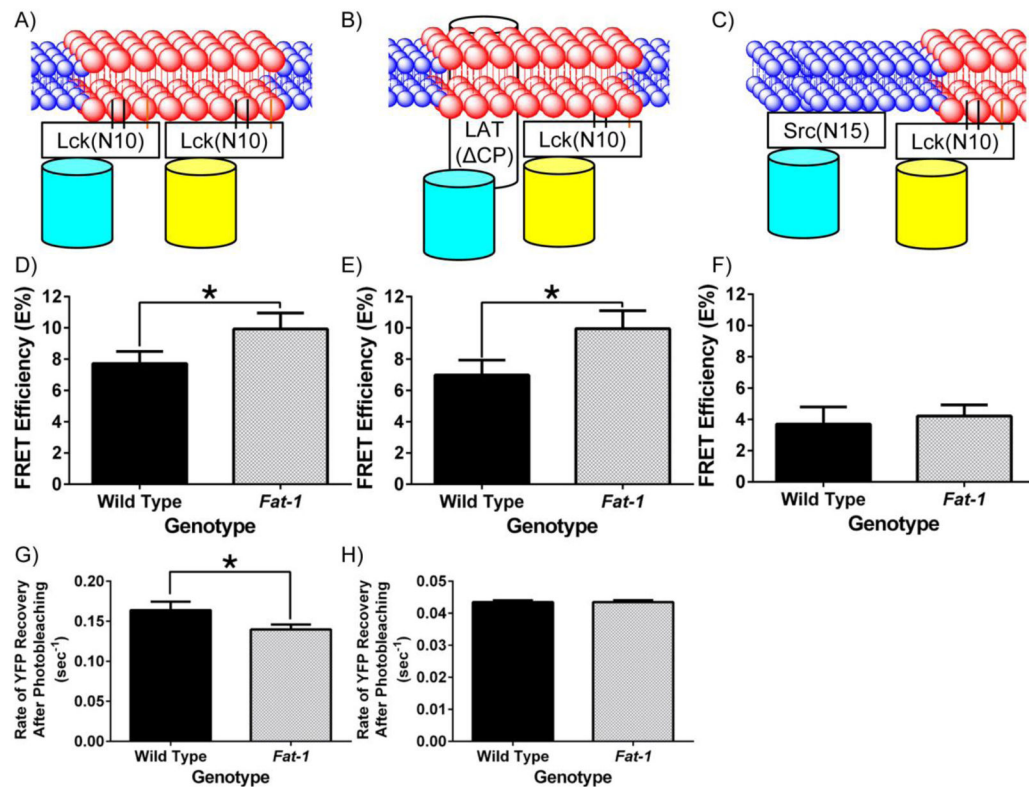 A)
B)
C)
Lck(N10)
Lck(N10)
LAT
(ΔCP)
Lck(N10)
Src(N15)
Lck(N10)
D)
FRET Efficiency (E%)
12
10
8
6
4
2
0
*
Wild Type
Fat-1
Genotype
E)
FRET Efficiency (E%)
12
10
8
6
4
2
0
*
Wild Type
Fat-1
Genotype
F)
FRET Efficiency (E%)
12
10
8
6
4
2
0
Wild Type
Fat-1
Genotype
G)
Rate of YFP Recovery
After Photobleaching
(sec⁻¹)
0.20
0.15
0.10
0.05
0.00
*
Wild Type
Fat-1
Genotype
H)
Rate of YFP Recovery
After Photobleaching
(sec⁻¹)
0.05
0.04
0.03
0.02
0.01
0.00
Wild Type
Fat-1
Genotype